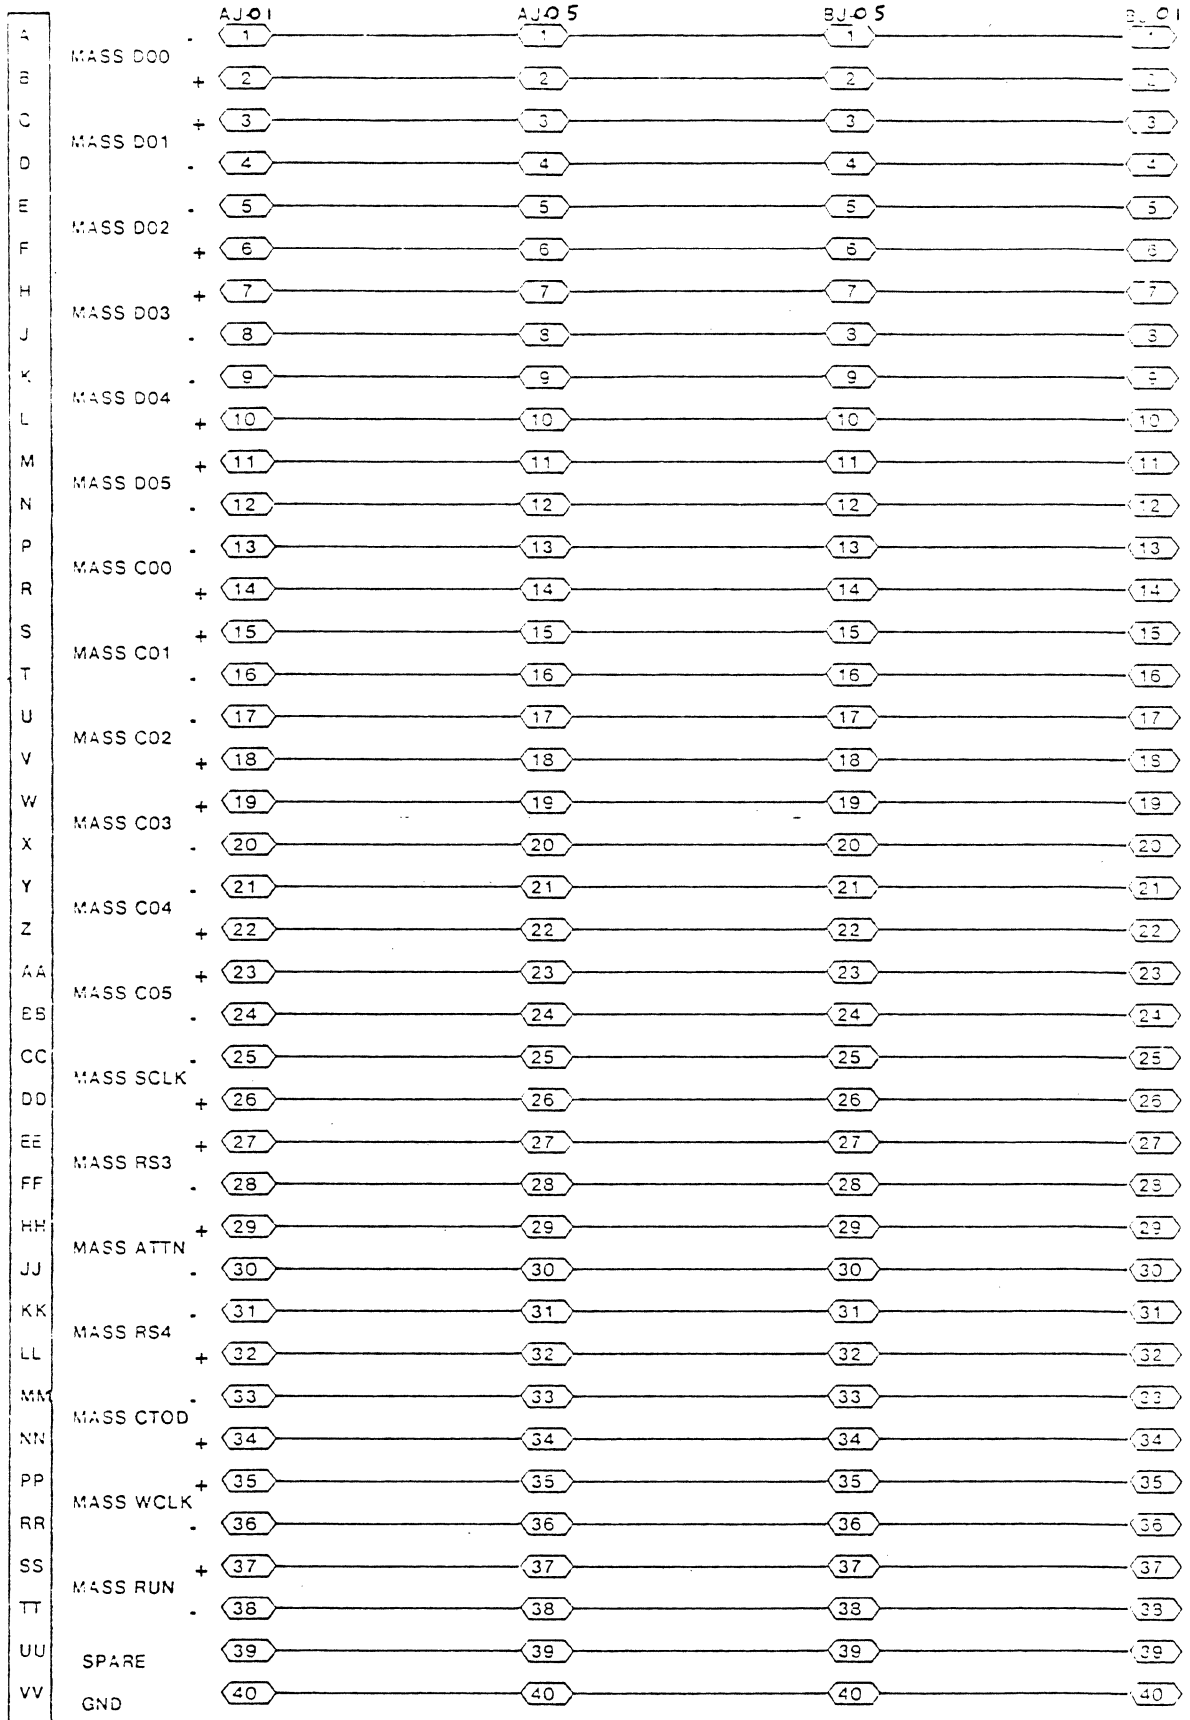 AJ-01 AJ-05 BJ-05 BJ-01
A - 1 1 1 1
MASS D00
B + 2 2 2 2
C + 3 3 3 3
MASS D01
D - 4 4 4 4
E - 5 5 5 5
MASS D02
F + 6 6 6 6
H + 7 7 7 7
MASS D03
J - 8 8 8 8
K - 9 9 9 9
MASS D04
L + 10 10 10 10
M + 11 11 11 11
MASS D05
N - 12 12 12 12
P - 13 13 13 13
MASS C00
R + 14 14 14 14
S + 15 15 15 15
MASS C01
T - 16 16 16 16
U - 17 17 17 17
MASS C02
V + 18 18 18 18
W + 19 19 19 19
MASS C03
X - 20 20 20 20
Y - 21 21 21 21
MASS C04
Z + 22 22 22 22
AA + 23 23 23 23
MASS C05
BB - 24 24 24 24
CC - 25 25 25 25
MASS SCLK
DD + 26 26 26 26
EE + 27 27 27 27
MASS RS3
FF - 28 28 28 28
HH + 29 29 29 29
MASS ATTN
JJ - 30 30 30 30
KK - 31 31 31 31
MASS RS4
LL + 32 32 32 32
MM - 33 33 33 33
MASS CTOD
NN + 34 34 34 34
PP + 35 35 35 35
MASS WCLK
RR - 36 36 36 36
SS + 37 37 37 37
MASS RUN
TT - 38 38 38 38
UU 39 39 39 39
SPARE
VV 40 40 40 40
GND